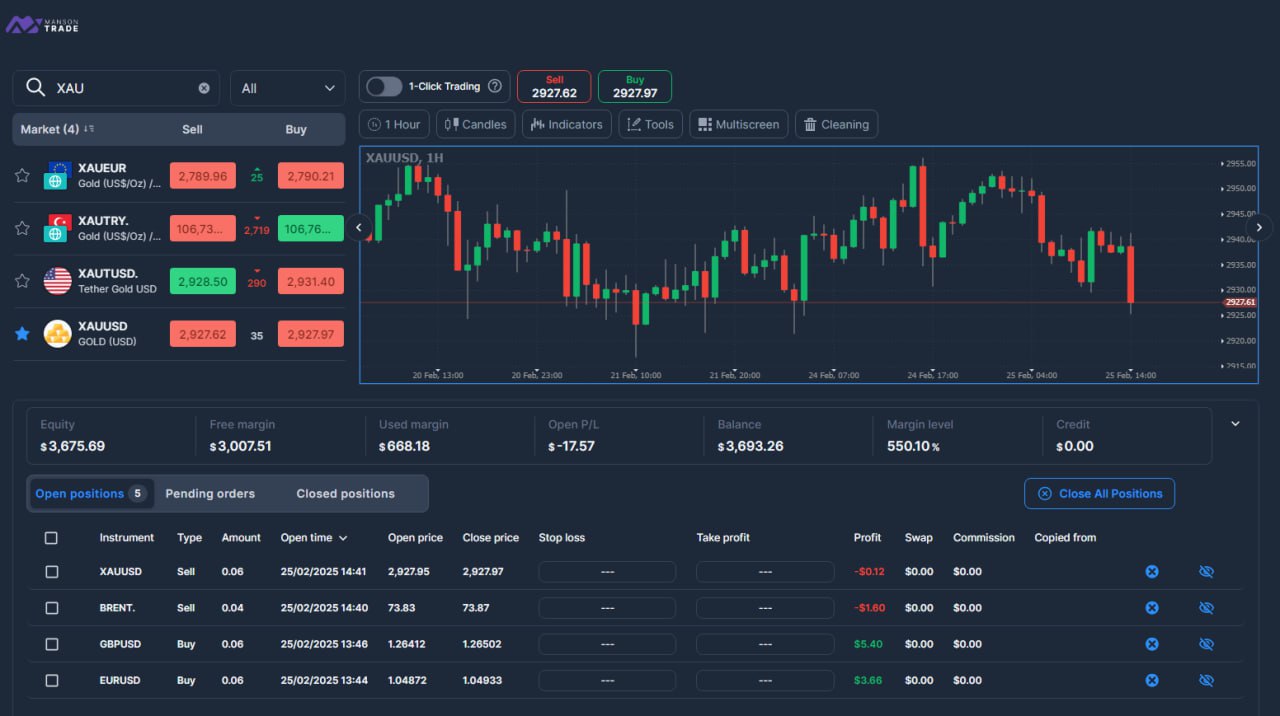 MANSON
TRADE
XAU
All
1-Click Trading
Sell
2927.62
Buy
2927.97
1 Hour
Candles
Indicators
Tools
Multiscreen
Cleaning
Market (4)
Sell
Buy
XAUEUR
Gold (US$/Oz) /...
2,789.96
25
2,790.21
XAUTRY.
Gold (US$/Oz) /...
106,73...
2,719
106,76...
XAUTUSD.
Tether Gold USD
2,928.50
290
2,931.40
XAUUSD
GOLD (USD)
2,927.62
35
2,927.97
XAUUSD, 1H
2955.00
2950.00
2945.00
2940.00
2935.00
2930.00
2927.61
2925.00
2920.00
2915.00
20 Feb, 13:00
20 Feb, 23:00
21 Feb, 10:00
21 Feb, 20:00
24 Feb, 07:00
24 Feb, 17:00
25 Feb, 04:00
25 Feb, 14:00
Equity
$3,675.69
Free margin
$3,007.51
Used margin
$668.18
Open P/L
$-17.57
Balance
$3,693.26
Margin level
550.10%
Credit
$0.00
Open positions 5
Pending orders
Closed positions
Close All Positions
Instrument Type Amount Open time Open price Close price Stop loss Take profit Profit Swap Commission Copied from
XAUUSD Sell 0.06 25/02/2025 14:41 2,927.95 2,927.97 --- --- -$0.12 $0.00 $0.00
BRENT. Sell 0.04 25/02/2025 14:40 73.83 73.87 --- --- -$1.60 $0.00 $0.00
GBPUSD Buy 0.06 25/02/2025 13:46 1.26412 1.26502 --- --- $5.40 $0.00 $0.00
EURUSD Buy 0.06 25/02/2025 13:44 1.04872 1.04933 --- --- $3.66 $0.00 $0.00